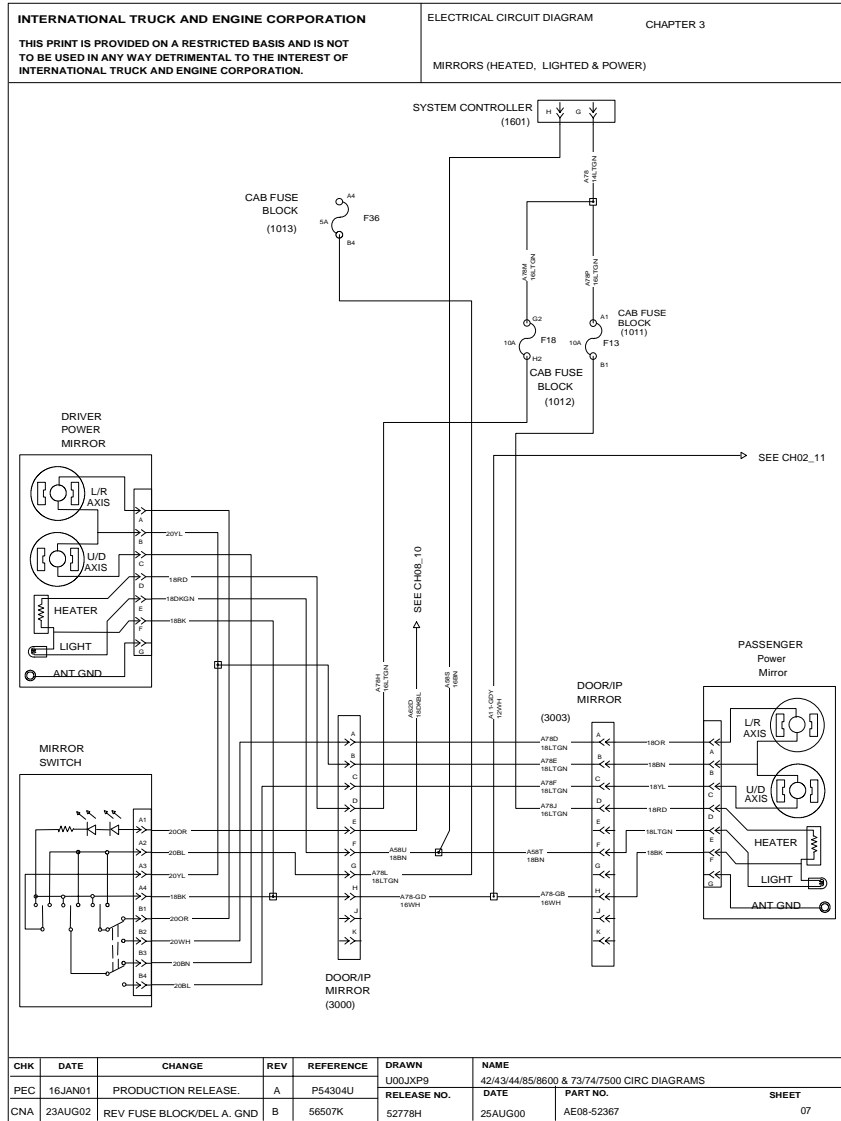 INTERNATIONAL TRUCK AND ENGINE CORPORATION
THIS PRINT IS PROVIDED ON A RESTRICTED BASIS AND IS NOT
TO BE USED IN ANY WAY DETRIMENTAL TO THE INTEREST OF
INTERNATIONAL TRUCK AND ENGINE CORPORATION.
ELECTRICAL CIRCUIT DIAGRAM
CHAPTER 3
MIRRORS (HEATED, LIGHTED & POWER)
SYSTEM CONTROLLER
(1601)
H G
A78
14LTGN
CAB FUSE
BLOCK
(1013)
A4
5A
F36
B4
A78M
16LTGN
A78P
16LTGN
G2
10A
F18
H2
CAB FUSE
BLOCK
(1012)
A1
10A
F13
B1
CAB FUSE
BLOCK
(1011)
SEE CH02_11
SEE CH08_10
DRIVER
POWER
MIRROR
L/R
AXIS
U/D
AXIS
HEATER
LIGHT
ANT GND
A
B
C
D
E
F
G
20YL
18RD
18DKGN
18BK
A78H
16LTGN
A62D
18DKBL
A58S
16BN
A11-GDY
12WH
MIRROR
SWITCH
A1
A2
A3
A4
B1
B2
B3
B4
20OR
20BL
20YL
18BK
20OR
20WH
20BN
20BL
A
B
C
D
E
F
G
H
J
K
DOOR/IP
MIRROR
(3000)
A58U
18BN
A78L
18LTGN
A78-GD
16WH
DOOR/IP
MIRROR
(3003)
A78D
18LTGN
A78E
18LTGN
A78F
18LTGN
A78J
16LTGN
A58T
18BN
A78-GB
16WH
A
B
C
D
E
F
G
H
J
K
18OR
18BN
18YL
18RD
18LTGN
18BK
PASSENGER
Power
Mirror
A
B
C
D
E
F
G
L/R
AXIS
U/D
AXIS
HEATER
LIGHT
ANT GND
CHK DATE CHANGE REV REFERENCE
PEC 16JAN01 PRODUCTION RELEASE. A P54304U
CNA 23AUG02 REV FUSE BLOCK/DEL A. GND B 56507K
DRAWN
U00JXP9
RELEASE NO.
52778H
NAME
42/43/44/85/8600 & 73/74/7500 CIRC DIAGRAMS
DATE
25AUG00
PART NO.
AE08-52367
SHEET
07